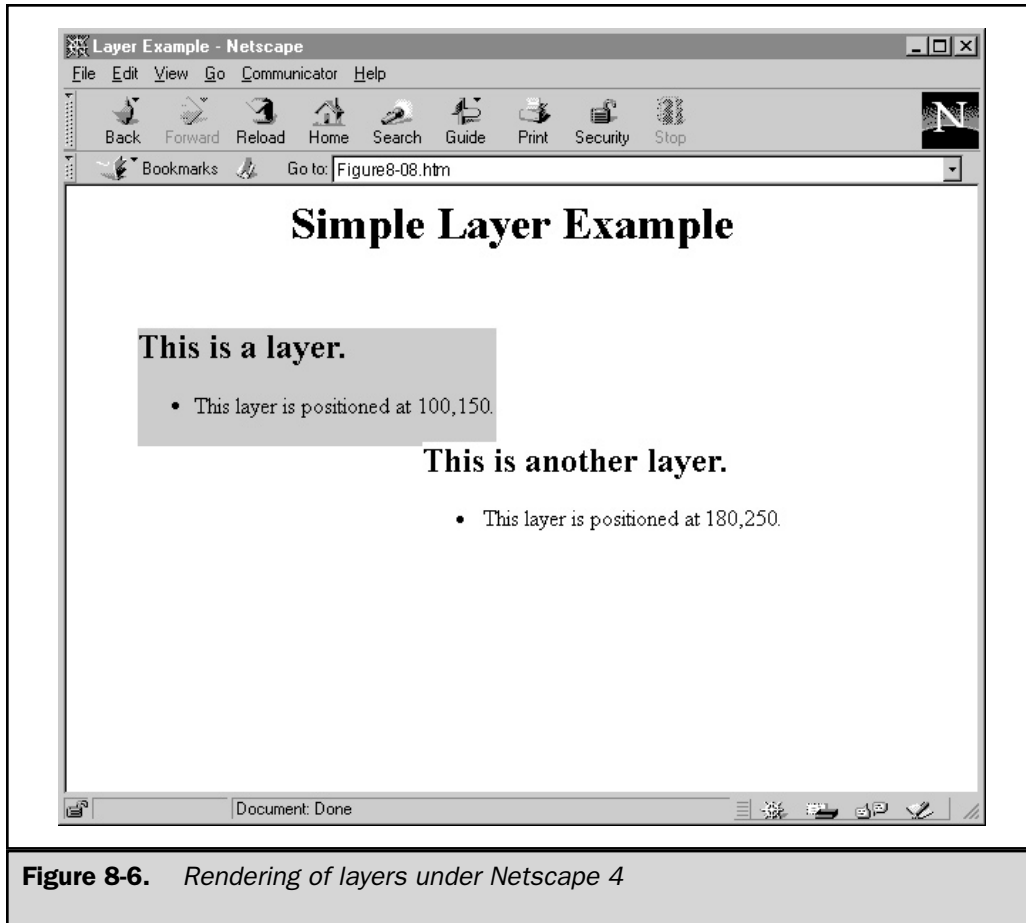 Layer Example - Netscape
File Edit View Go Communicator Help
Back Forward Reload Home Search Guide Print Security Stop
N
Bookmarks Go to: Figure8-08.htm
Simple Layer Example
This is a layer.
• This layer is positioned at 100,150.
This is another layer.
• This layer is positioned at 180,250.
Document: Done
Figure 8-6. Rendering of layers under Netscape 4